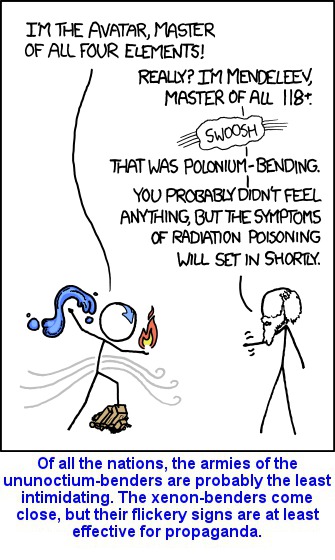 I'M THE AVATAR, MASTER
OF ALL FOUR ELEMENTS!
REALLY? I'M MENDELEEV,
MASTER OF ALL 118+.
SWOOSH
THAT WAS POLONIUM-BENDING.
YOU PROBABLY DIDN'T FEEL
ANYTHING, BUT THE SYMPTOMS
OF RADIATION POISONING
WILL SET IN SHORTLY.
Of all the nations, the armies of the
ununoctium-benders are probably the least
intimidating. The xenon-benders come
close, but their flickery signs are at least
effective for propaganda.